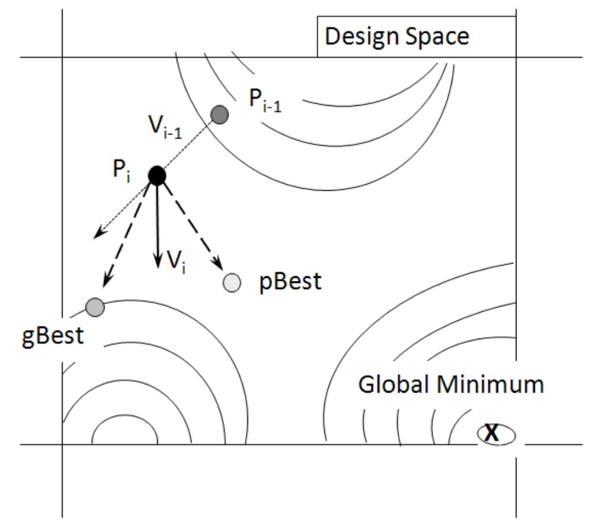 Design Space
Pi-1
Vi-1
Pi
Vi
pBest
gBest
Global Minimum
X